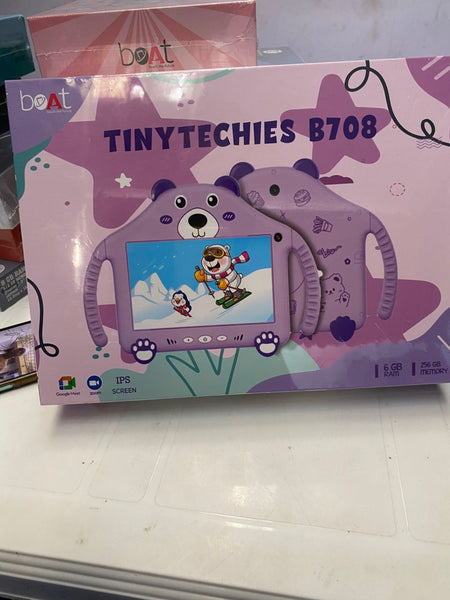 boAt
boAt
TINYTECHIES B708
Google Meet
zoom
IPS
SCREEN
6 GB
RAM
256 GB
MEMORY